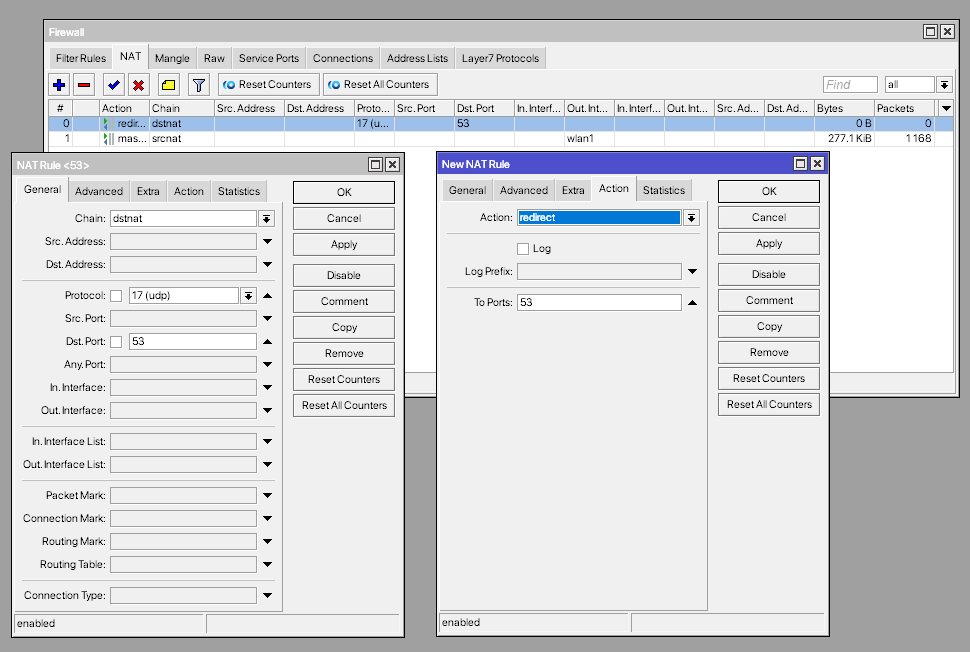 Firewall
Filter Rules NAT Mangle Raw Service Ports Connections Address Lists Layer7 Protocols
Reset Counters Reset All Counters Find all
# Action Chain Src. Address Dst. Address Proto... Src. Port Dst. Port In. Interf... Out. Int... In. Interf... Out. Int... Src. Ad... Dst. Ad... Bytes Packets
0 redir... dstnat 17 (u... 53 0 B 0
1 mas... srcnat wlan1 277.1 KiB 1 168
NAT Rule <53>
General Advanced Extra Action Statistics
Chain: dstnat
Src. Address:
Dst. Address:
Protocol: 17 (udp)
Src. Port:
Dst. Port: 53
Any. Port:
In. Interface:
Out. Interface:
In. Interface List:
Out. Interface List:
Packet Mark:
Connection Mark:
Routing Mark:
Routing Table:
Connection Type:
OK
Cancel
Apply
Disable
Comment
Copy
Remove
Reset Counters
Reset All Counters
enabled
New NAT Rule
General Advanced Extra Action Statistics
Action: redirect
Log
Log Prefix:
To Ports: 53
OK
Cancel
Apply
Disable
Comment
Copy
Remove
Reset Counters
Reset All Counters
enabled